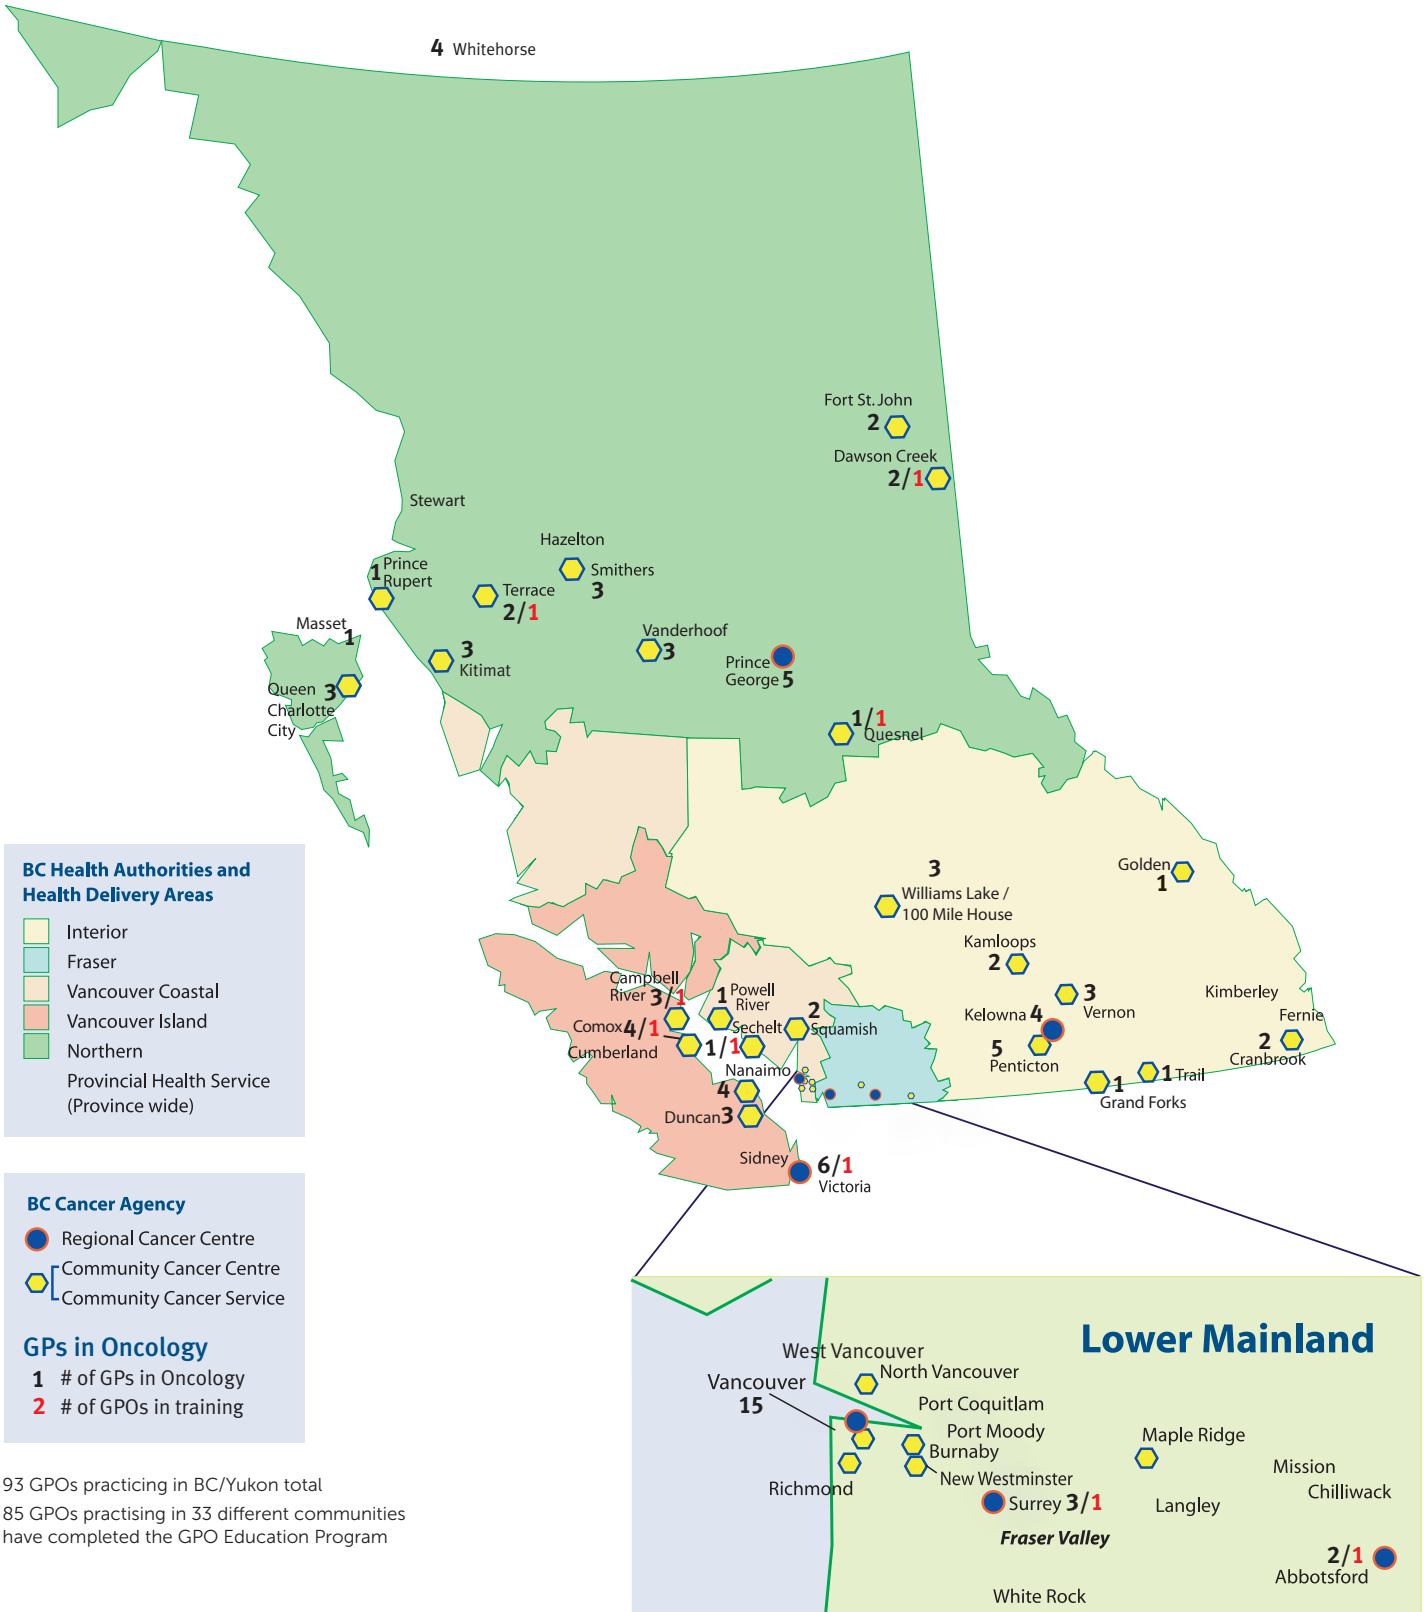 4 Whitehorse
Fort St. John
2
Dawson Creek
2/1
Stewart
Hazelton
Smithers
3
1 Prince
Rupert
Terrace
2/1
Masset
1
3
Kitimat
Vanderhoof
3
Prince
George 5
Queen 3
Charlotte
City
1/1
Quesnel
3
Williams Lake /
100 Mile House
Golden
1
Kamloops
2
3
Vernon
Kelowna 4
5
Penticton
Kimberley
Fernie
2
Cranbrook
1 Trail
1
Grand Forks
Campbell
River 3/1
1 Powell
River
2
Squamish
Comox 4/1
Cumberland
Sechelt
1/1
Nanaimo
4
Duncan 3
Sidney
6/1
Victoria
BC Health Authorities and
Health Delivery Areas
Interior
Fraser
Vancouver Coastal
Vancouver Island
Northern
Provincial Health Service
(Province wide)
BC Cancer Agency
Regional Cancer Centre
Community Cancer Centre
Community Cancer Service
GPs in Oncology
1 # of GPs in Oncology
2 # of GPOs in training
93 GPOs practicing in BC/Yukon total
85 GPOs practising in 33 different communities
have completed the GPO Education Program
Lower Mainland
West Vancouver
North Vancouver
Vancouver
15
Port Coquitlam
Port Moody
Burnaby
New Westminster
Richmond
Surrey 3/1
Fraser Valley
Maple Ridge
Mission
Chilliwack
Langley
2/1
Abbotsford
White Rock